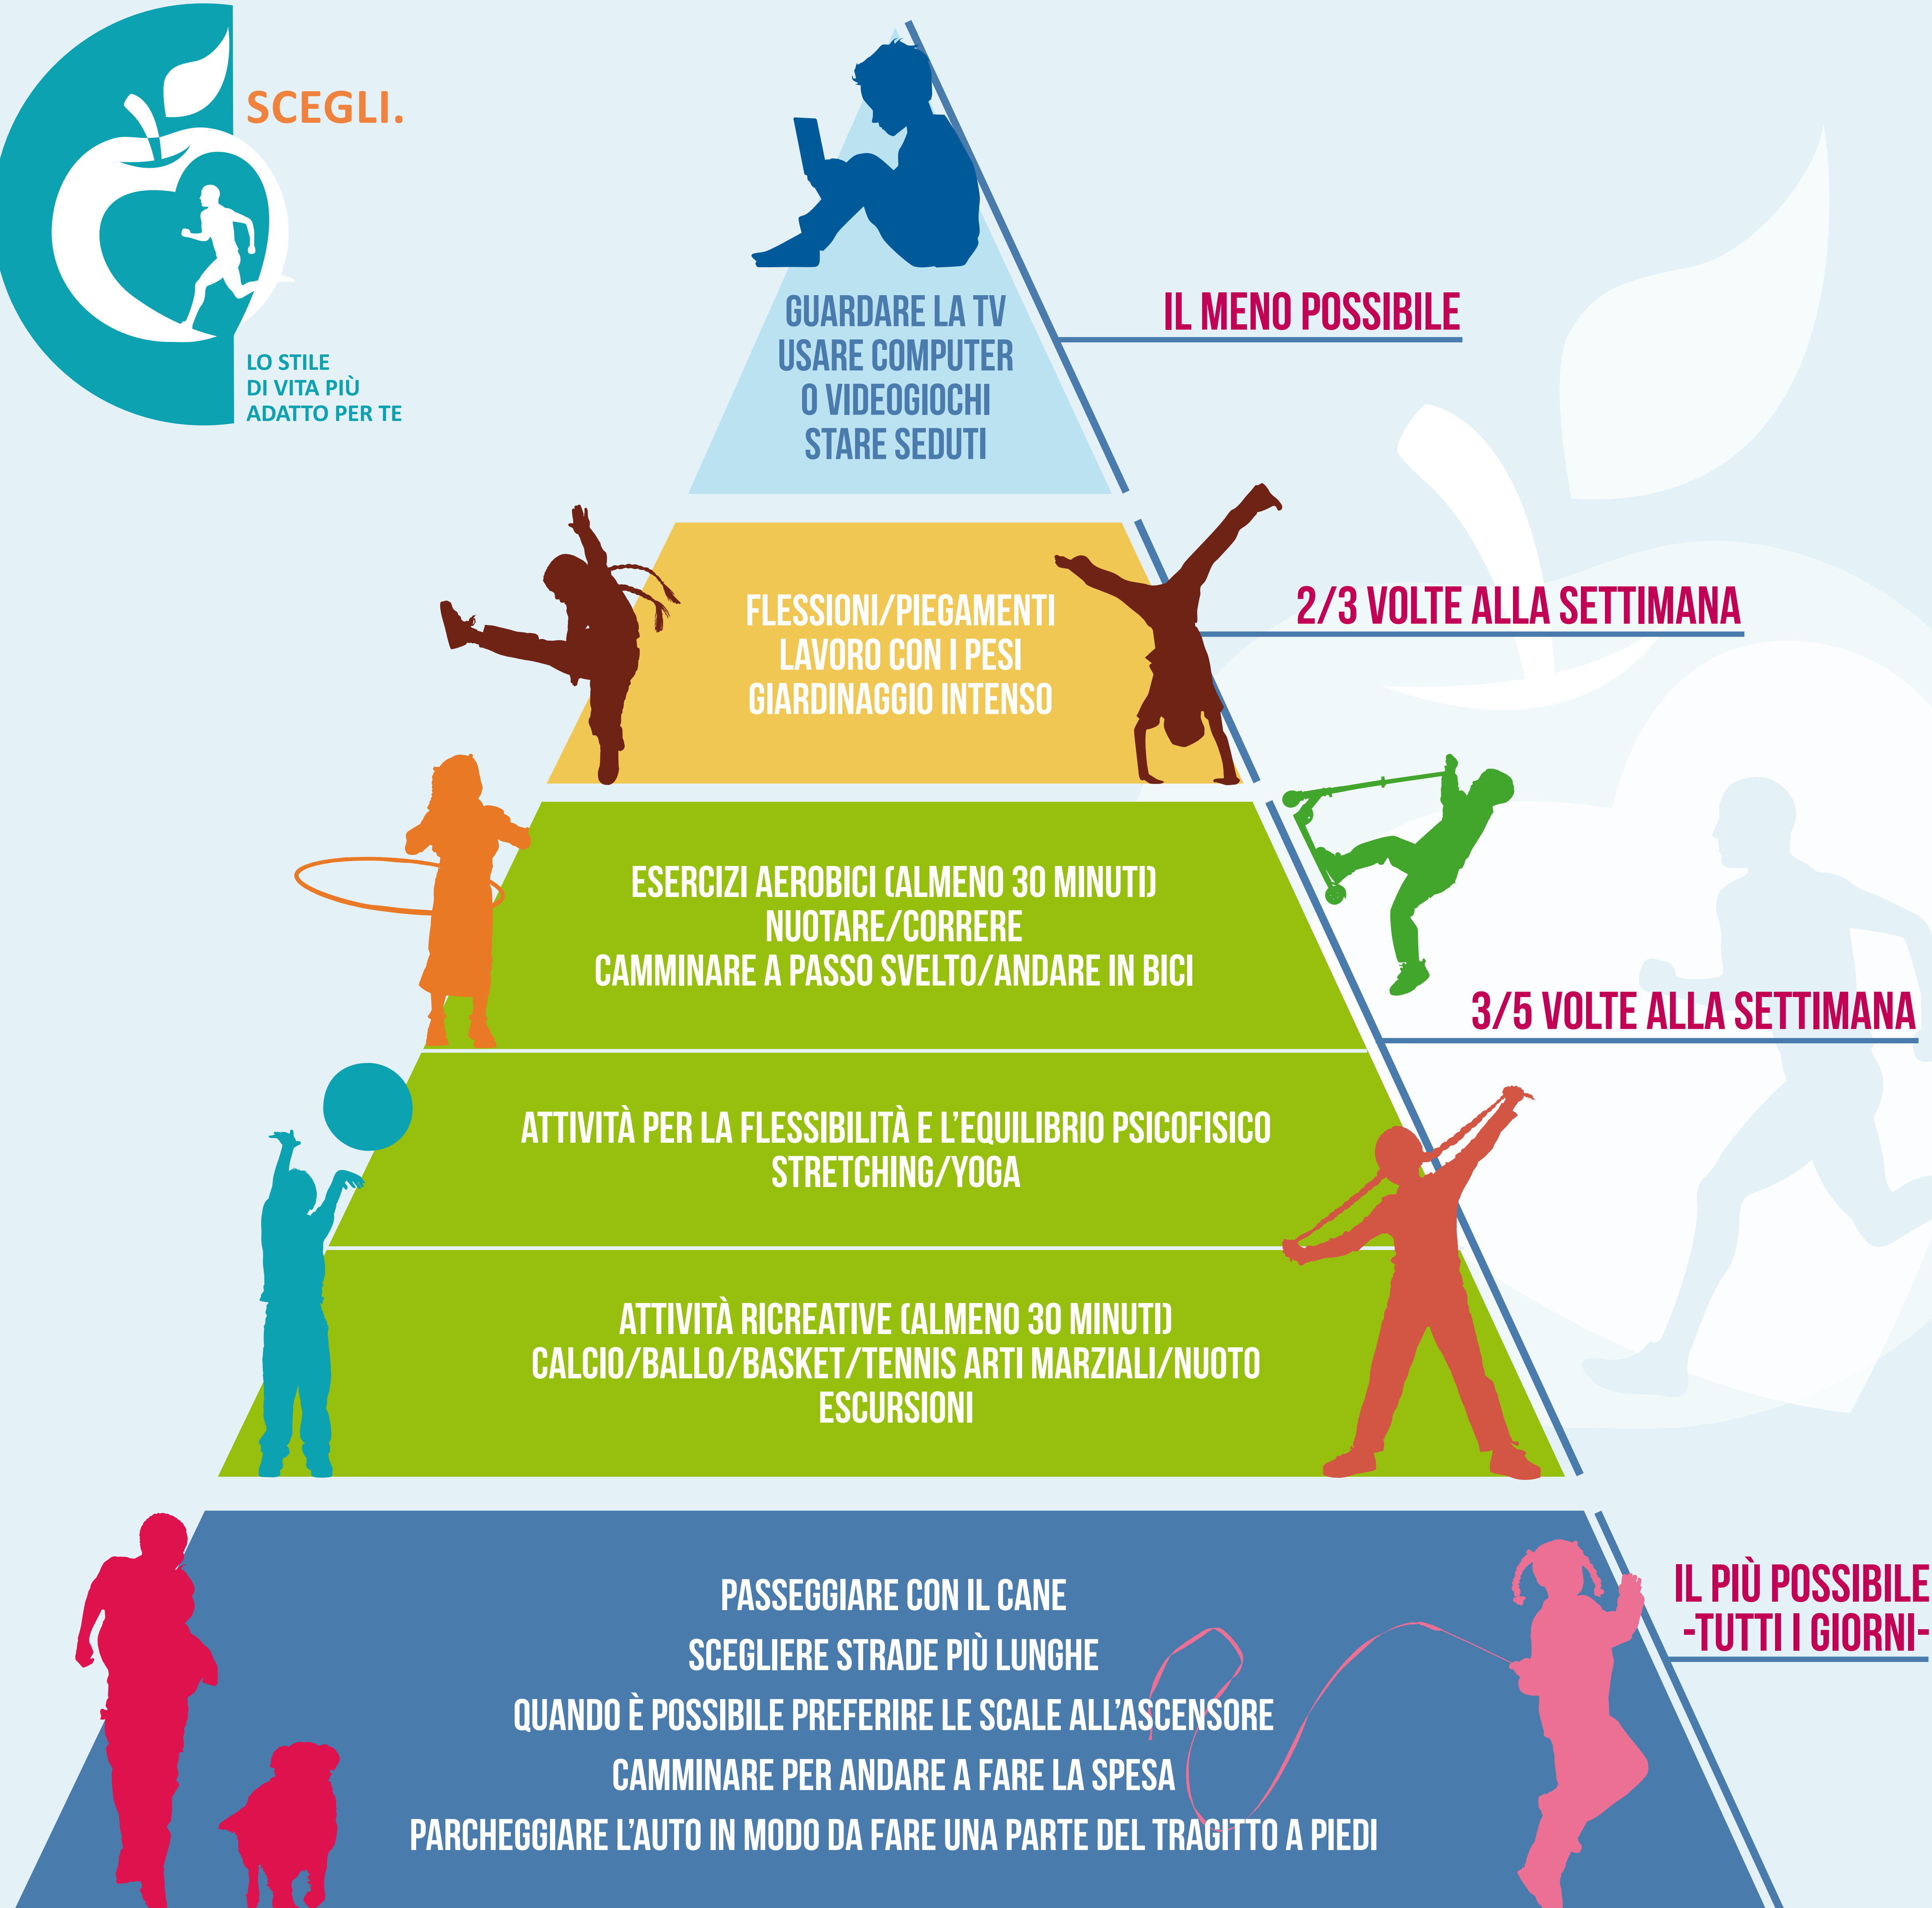 SCEGLI.
LO STILE
DI VITA PIÙ
ADATTO PER TE
GUARDARE LA TV
USARE COMPUTER
O VIDEOGIOCHI
STARE SEDUTI
IL MENO POSSIBILE
FLESSIONI/PIEGAMENTI
LAVORO CON I PESI
GIARDINAGGIO INTENSO
2/3 VOLTE ALLA SETTIMANA
ESERCIZI AEROBICI (ALMENO 30 MINUTI)
NUOTARE/CORRERE
CAMMINARE A PASSO SVELTO/ANDARE IN BICI
3/5 VOLTE ALLA SETTIMANA
ATTIVITÀ PER LA FLESSIBILITÀ E L'EQUILIBRIO PSICOFISICO
STRETCHING/YOGA
ATTIVITÀ RICREATIVE (ALMENO 30 MINUTI)
CALCIO/BALLO/BASKET/TENNIS ARTI MARZIALI/NUOTO
ESCURSIONI
PASSEGGIARE CON IL CANE
SCEGLIERE STRADE PIÙ LUNGHE
QUANDO È POSSIBILE PREFERIRE LE SCALE ALL'ASCENSORE
CAMMINARE PER ANDARE A FARE LA SPESA
PARCHEGGIARE L'AUTO IN MODO DA FARE UNA PARTE DEL TRAGITTO A PIEDI
IL PIÙ POSSIBILE
-TUTTI I GIORNI-